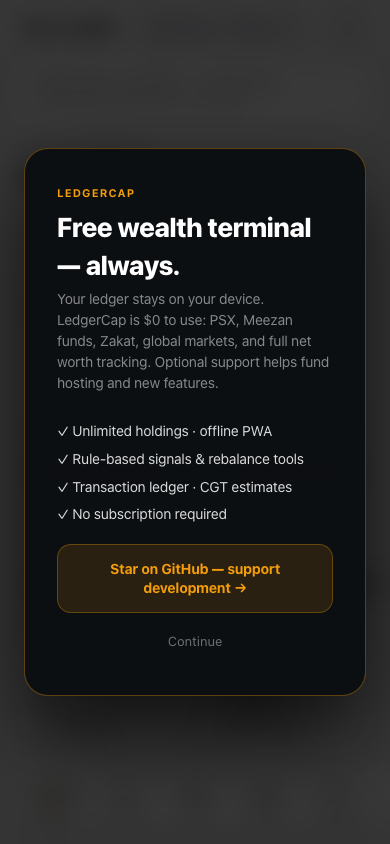 LEDGERCAP
Free wealth terminal
— always.
Your ledger stays on your device.
LedgerCap is $0 to use: PSX, Meezan
funds, Zakat, global markets, and full net
worth tracking. Optional support helps fund
hosting and new features.
✓ Unlimited holdings · offline PWA
✓ Rule-based signals & rebalance tools
✓ Transaction ledger · CGT estimates
✓ No subscription required
Star on GitHub — support
development →
Continue